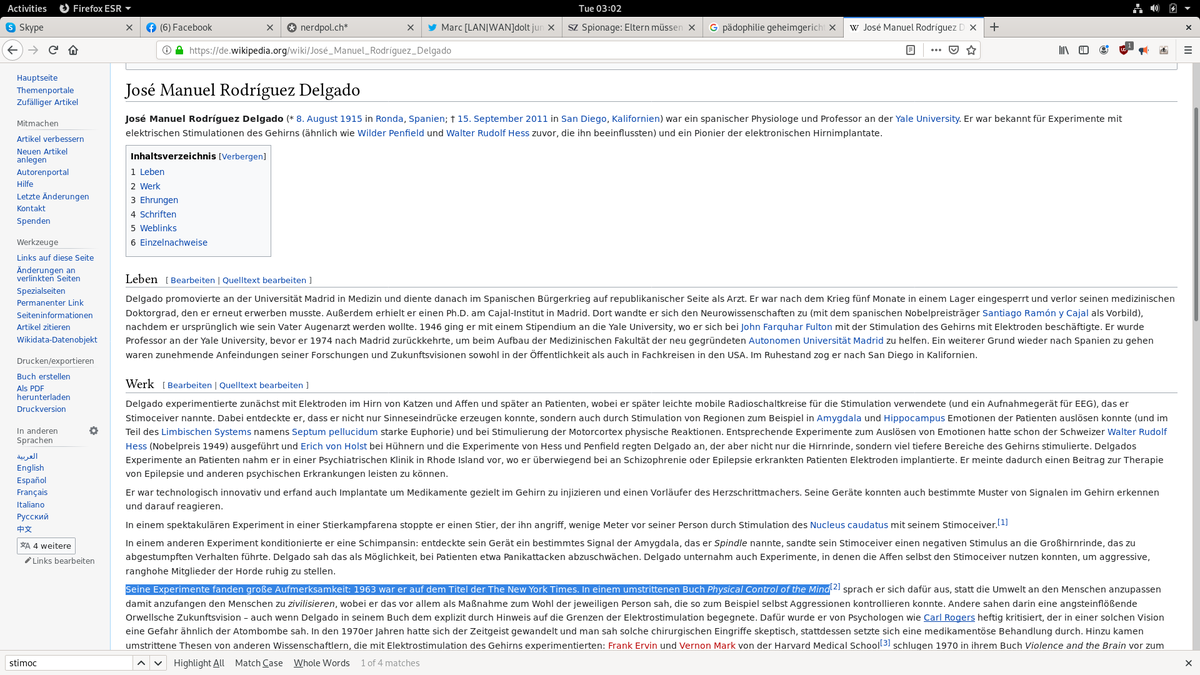 Activities
Firefox ESR
Tue 03:02
Skype
(6) Facebook
nerdpol.ch*
Marc [LAN|WAN]dolt ju
Spionage: Eltern müssen
pädophilie geheimgerich
José Manuel Rodríguez D
https://de.wikipedia.org/wiki/José_Manuel_Rodríguez_Delgado
Hauptseite
Themenportale
Zufälliger Artikel
Mitmachen
Artikel verbessern
Neuen Artikel
anlegen
Autorenportal
Hilfe
Letzte Änderungen
Kontakt
Spenden
Werkzeuge
Links auf diese Seite
Änderungen an
verlinkten Seiten
Spezialseiten
Permanenter Link
Seiteninformationen
Artikel zitieren
Wikidata-Datenobjekt
Drucken/exportieren
Buch erstellen
Als PDF
herunterladen
Druckversion
In anderen
Sprachen
العربية
English
Español
Français
Italiano
Русский
中文
4 weitere
Links bearbeiten
José Manuel Rodríguez Delgado
José Manuel Rodríguez Delgado (* 8. August 1915 in Ronda, Spanien; † 15. September 2011 in San Diego, Kalifornien) war ein spanischer Physiologe und Professor an der Yale University. Er war bekannt für Experimente mit
elektrischen Stimulationen des Gehirns (ähnlich wie Wilder Penfield und Walter Rudolf Hess zuvor, die ihn beeinflussten) und ein Pionier der elektronischen Hirnimplantate.
Inhaltsverzeichnis [Verbergen]
1 Leben
2 Werk
3 Ehrungen
4 Schriften
5 Weblinks
6 Einzelnachweise
Leben [ Bearbeiten | Quelltext bearbeiten ]
Delgado promovierte an der Universität Madrid in Medizin und diente danach im Spanischen Bürgerkrieg auf republikanischer Seite als Arzt. Er war nach dem Krieg fünf Monate in einem Lager eingesperrt und verlor seinen medizinischen
Doktorgrad, den er erneut erwerben musste. Außerdem erhielt er einen Ph.D. am Cajal-Institut in Madrid. Dort wandte er sich den Neurowissenschaften zu (mit dem spanischen Nobelpreisträger Santiago Ramón y Cajal als Vorbild),
nachdem er ursprünglich wie sein Vater Augenarzt werden wollte. 1946 ging er mit einem Stipendium an die Yale University, wo er sich bei John Farquhar Fulton mit der Stimulation des Gehirns mit Elektroden beschäftigte. Er wurde
Professor an der Yale University, bevor er 1974 nach Madrid zurückkehrte, um beim Aufbau der Medizinischen Fakultät der neu gegründeten Autonomen Universität Madrid zu helfen. Ein weiterer Grund wieder nach Spanien zu gehen
waren zunehmende Anfeindungen seiner Forschungen und Zukunftsvisionen sowohl in der Öffentlichkeit als auch in Fachkreisen in den USA. Im Ruhestand zog er nach San Diego in Kalifornien.
Werk [ Bearbeiten | Quelltext bearbeiten ]
Delgado experimentierte zunächst mit Elektroden im Hirn von Katzen und Affen und später an Patienten, wobei er später leichte mobile Radioschaltkreise für die Stimulation verwendete (und ein Aufnahmegerät für EEG), das er
Stimoceiver nannte. Dabei entdeckte er, dass er nicht nur Sinneseindrücke erzeugen konnte, sondern auch durch Stimulation von Regionen zum Beispiel in Amygdala und Hippocampus Emotionen der Patienten auslösen konnte (und im
Teil des Limbischen Systems namens Septum pellucidum starke Euphorie) und bei Stimulierung der Motorcortex physische Reaktionen. Entsprechende Experimente zum Auslösen von Emotionen hatte schon der Schweizer Walter Rudolf
Hess (Nobelpreis 1949) ausgeführt und Erich von Holst bei Hühnern und die Experimente von Hess und Penfield regten Delgado an, der aber nicht nur die Hirnrinde, sondern viel tiefere Bereiche des Gehirns stimulierte. Delgados
Experimente an Patienten nahm er in einer Psychiatrischen Klinik in Rhode Island vor, wo er überwiegend bei an Schizophrenie oder Epilepsie erkrankten Patienten Elektroden implantierte. Er meinte dadurch einen Beitrag zur Therapie
von Epilepsie und anderen psychischen Erkrankungen leisten zu können.
Er war technologisch innovativ und erfand auch Implantate um Medikamente gezielt im Gehirn zu injizieren und einen Vorläufer des Herzschrittmachers. Seine Geräte konnten auch bestimmte Muster von Signalen im Gehirn erkennen
und darauf reagieren.
In einem spektakulären Experiment in einer Stierkampfarena stoppte er einen Stier, der ihn angriff, wenige Meter vor seiner Person durch Stimulation des Nucleus caudatus mit seinem Stimoceiver.[1]
In einem anderen Experiment konditionierte er eine Schimpansin: entdeckte sein Gerät ein bestimmtes Signal der Amygdala, das er Spindle nannte, sandte sein Stimoceiver einen negativen Stimulus an die Großhirnrinde, das zu
abgestumpften Verhalten führte. Delgado sah das als Möglichkeit, bei Patienten etwa Panikattacken abzuschwächen. Delgado unternahm auch Experimente, in denen die Affen selbst den Stimoceiver nutzen konnten, um aggressive,
ranghohe Mitglieder der Horde ruhig zu stellen.
Seine Experimente fanden große Aufmerksamkeit: 1963 war er auf dem Titel der The New York Times. In einem umstrittenen Buch Physical Control of the Mind[2] sprach er sich dafür aus, statt die Umwelt an den Menschen anzupassen
damit anzufangen den Menschen zu zivilisieren, wobei er das vor allem als Maßnahme zum Wohl der jeweiligen Person sah, die so zum Beispiel selbst Aggressionen kontrollieren konnte. Andere sahen darin eine angsteinflößende
Orwellsche Zukunftsvision – auch wenn Delgado in seinem Buch dem explizit durch Hinweis auf die Grenzen der Elektrostimulation begegnete. Dafür wurde er von Psychologen wie Carl Rogers heftig kritisiert, der in einer solchen Vision
eine Gefahr ähnlich der Atombombe sah. In den 1970er Jahren hatte sich der Zeitgeist gewandelt und man sah solche chirurgischen Eingriffe skeptisch, stattdessen setzte sich eine medikamentöse Behandlung durch. Hinzu kamen
umstrittene Thesen von anderen Wissenschaftlern, die mit Elektrostimulation des Gehirns experimentierten: Frank Ervin und Vernon Mark von der Harvard Medical School[3] schlugen 1970 in ihrem Buch Violence and the Brain vor zum
stimoc
Highlight All
Match Case
Whole Words
1 of 4 matches